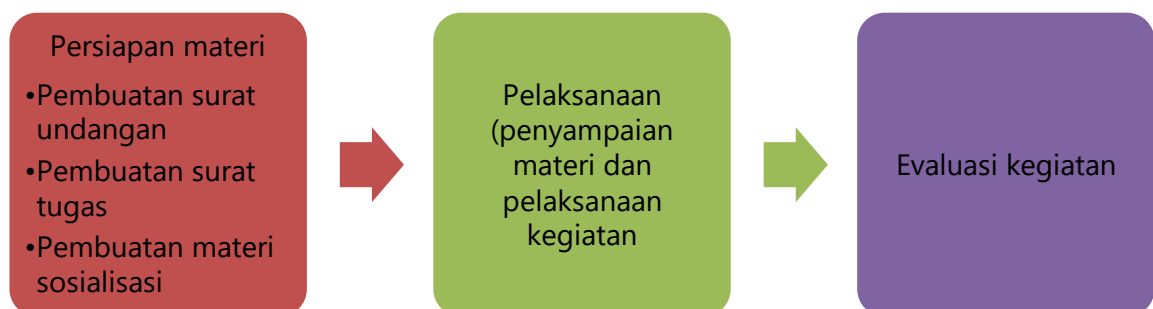 Persiapan materi
•Pembuatan surat
undangan
•Pembuatan surat
tugas
•Pembuatan materi
sosialisasi
Pelaksanaan
(penyampaian
materi dan
pelaksanaan
kegiatan
Evaluasi kegiatan